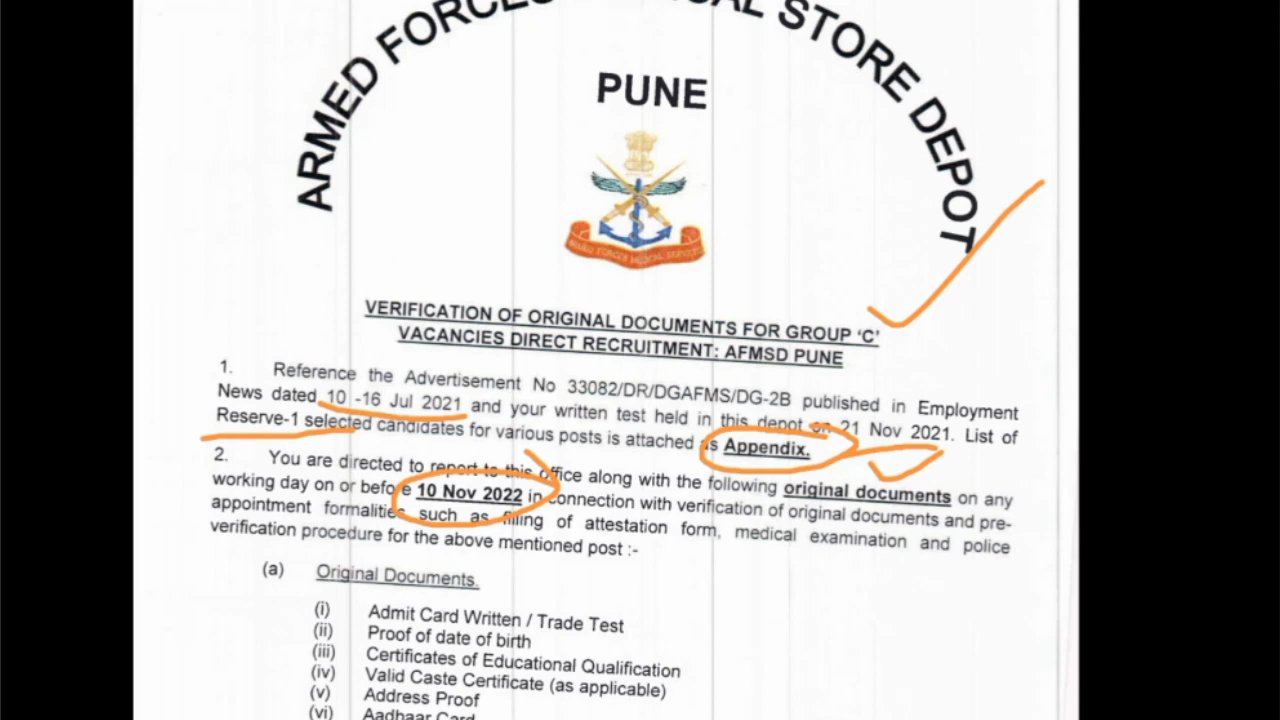 ARMED FORCES STORE DEPOT
PUNE
VERIFICATION OF ORIGINAL DOCUMENTS FOR GROUP ‘C’
VACANCIES DIRECT RECRUITMENT: AFMSD PUNE
1. Reference the Advertisement No 33082/DR/DGAFMS/DG-2B published in Employment
News dated 10 -16 Jul 2021 and your written test held in this depot on 21 Nov 2021. List of
Reserve-1 selected candidates for various posts is attached as Appendix.
2. You are directed to report to this office along with the following original documents on any
working day on or before 10 Nov 2022 in connection with verification of original documents and pre-
appointment formalities such as filling of attestation form, medical examination and police
verification procedure for the above mentioned post :-
(a) Original Documents.
(i) Admit Card Written / Trade Test
(ii) Proof of date of birth
(iii) Certificates of Educational Qualification
(iv) Valid Caste Certificate (as applicable)
(v) Address Proof
(vi) Aadhaar Card